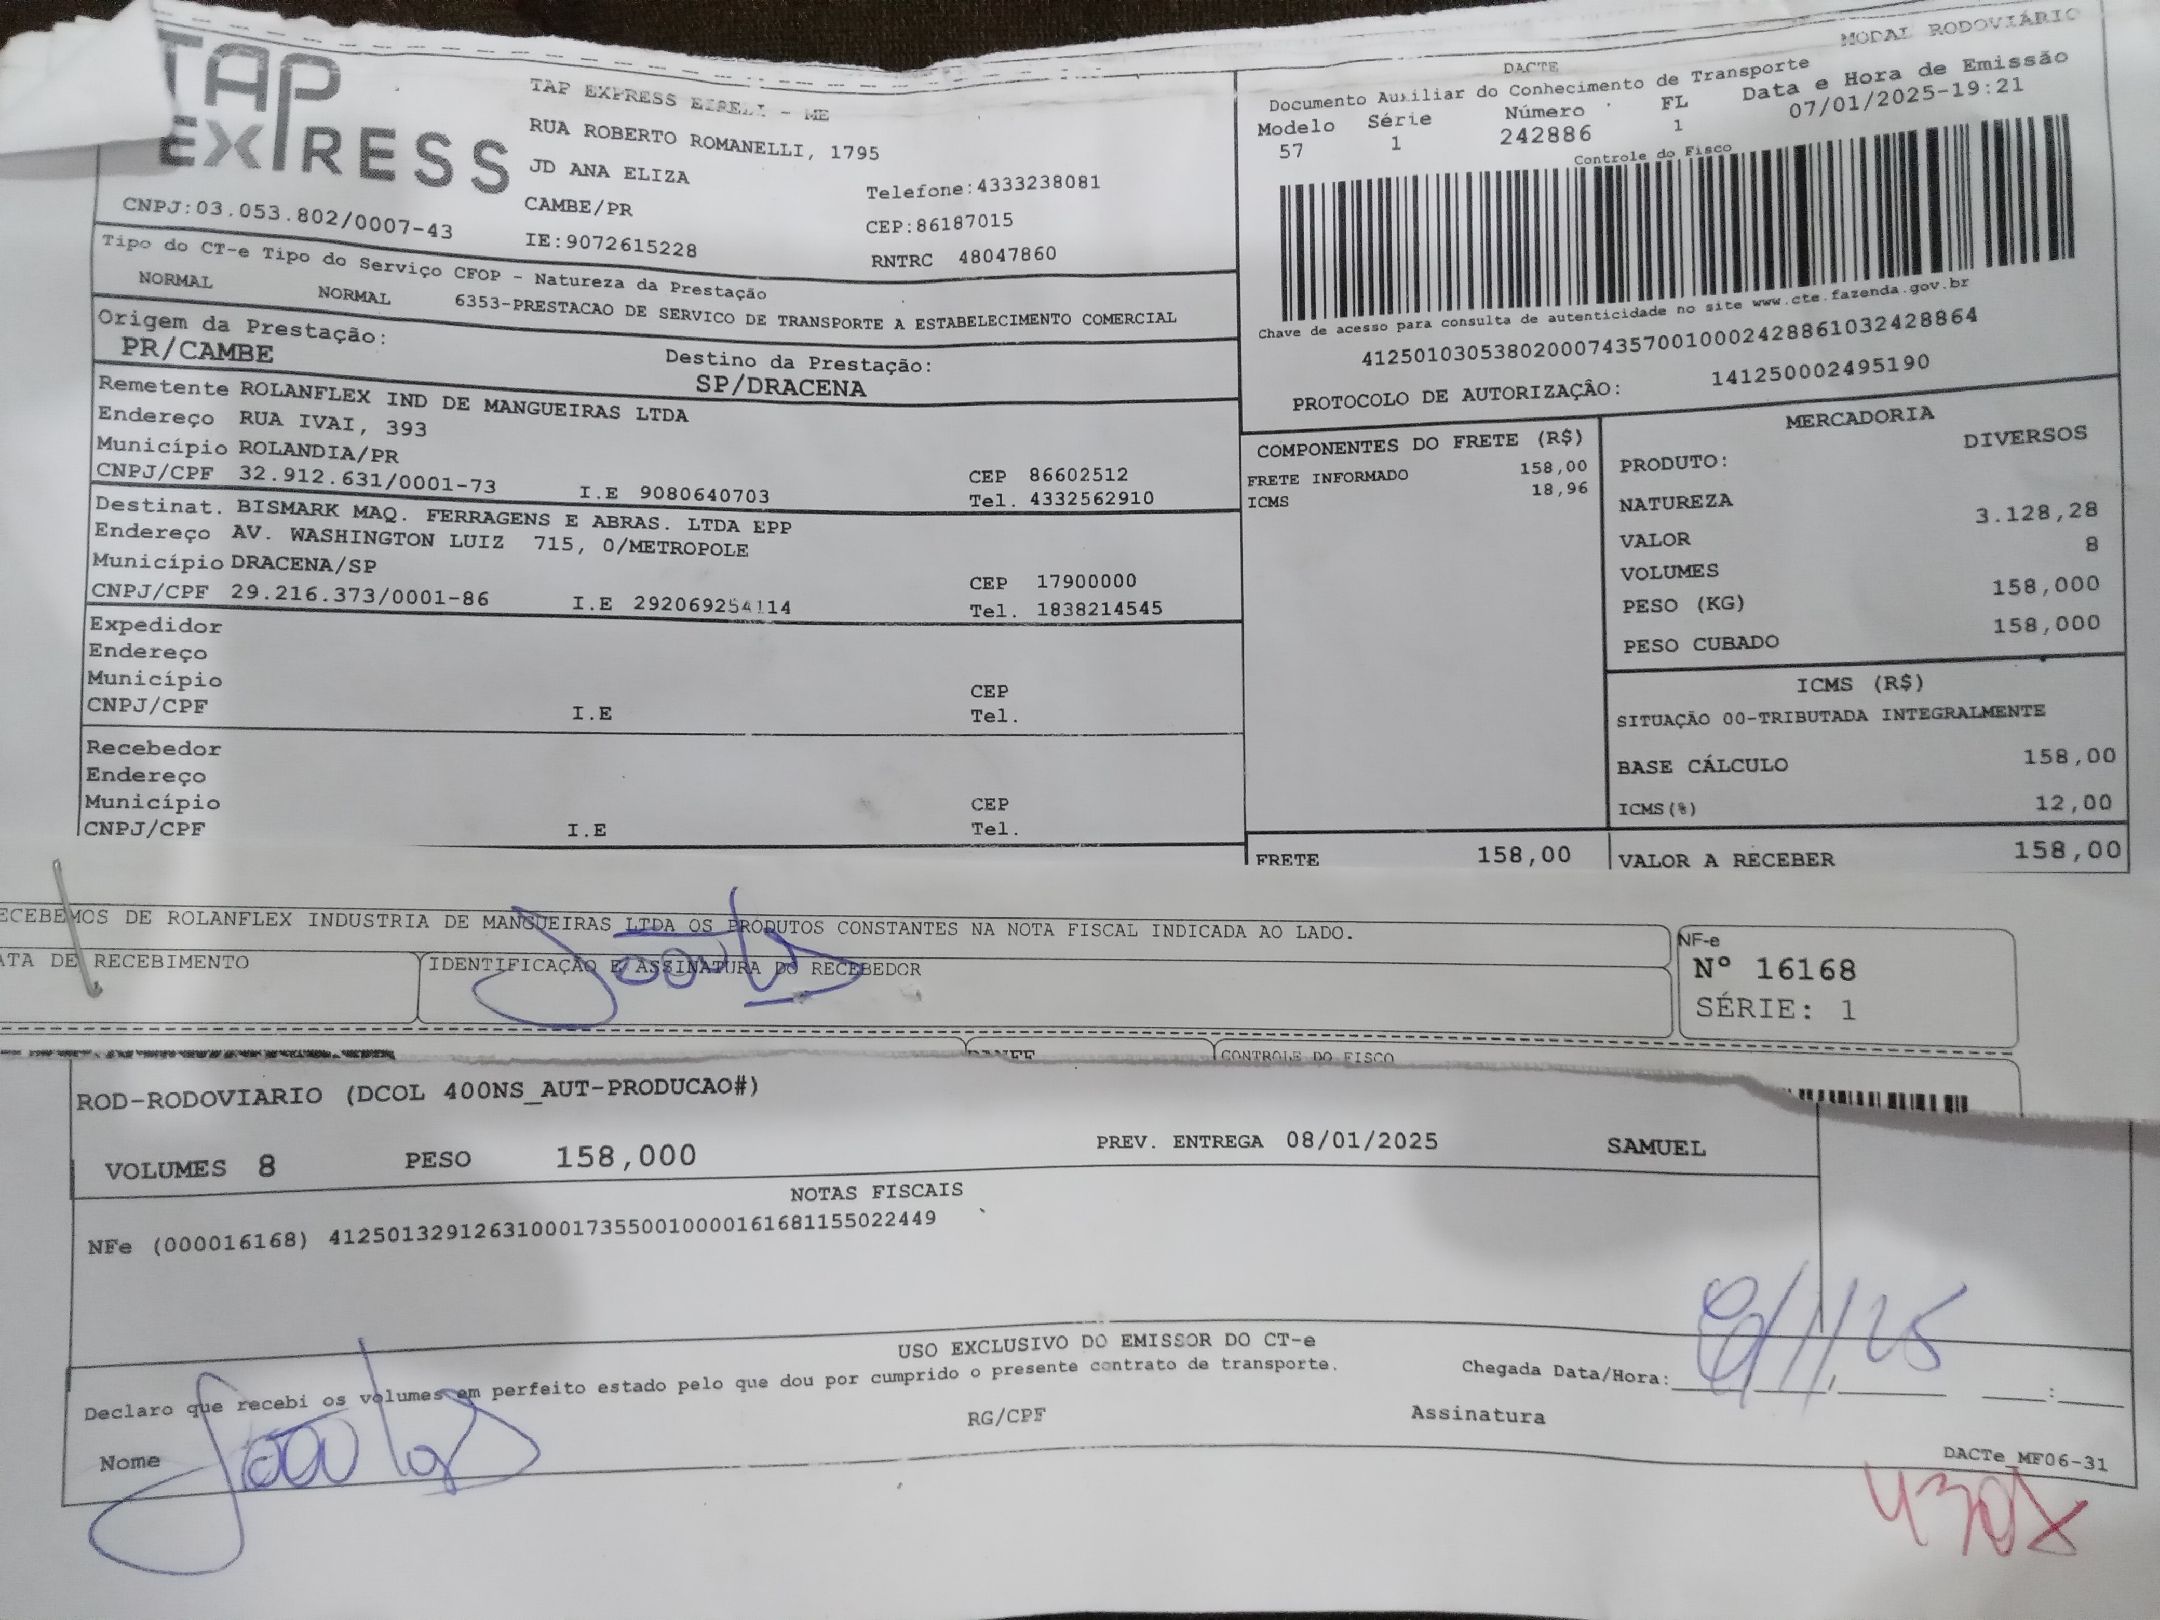 TAP EXPRESS
CNPJ:03.053.802/0007-43
TAP EXPRESS EIRELI - ME
RUA ROBERTO ROMANELLI, 1795
JD ANA ELIZA
CAMBE/PR
IE:9072615228
Telefone:4333238081
CEP:86187015
RNTRC 48047860
MODAL RODOVIÁRIO
DACTE
Documento Auxiliar do Conhecimento de Transporte
Modelo Série Número FL Data e Hora de Emissão
57 1 242886 1 07/01/2025-19:21
Controle do Fisco
Chave de acesso para consulta de autenticidade no site www.cte.fazenda.gov.br
41250103053802000743570010002428861032428864
PROTOCOLO DE AUTORIZAÇÃO: 141250002495190
Tipo do CT-e Tipo do Serviço CFOP - Natureza da Prestação
NORMAL NORMAL 6353-PRESTACAO DE SERVICO DE TRANSPORTE A ESTABELECIMENTO COMERCIAL
Origem da Prestação: Destino da Prestação:
PR/CAMBE SP/DRACENA
Remetente ROLANFLEX IND DE MANGUEIRAS LTDA
Endereço RUA IVAI, 393
Município ROLANDIA/PR CEP 86602512
CNPJ/CPF 32.912.631/0001-73 I.E 9080640703 Tel. 4332562910
Destinat. BISMARK MAQ. FERRAGENS E ABRAS. LTDA EPP
Endereço AV. WASHINGTON LUIZ 715, 0/METROPOLE
Município DRACENA/SP CEP 17900000
CNPJ/CPF 29.216.373/0001-86 I.E 292069254114 Tel. 1838214545
Expedidor
Endereço
Município CEP
CNPJ/CPF I.E Tel.
Recebedor
Endereço
Município CEP
CNPJ/CPF I.E Tel.
COMPONENTES DO FRETE (R$)
FRETE INFORMADO 158,00
ICMS 18,96
FRETE 158,00
MERCADORIA
PRODUTO: DIVERSOS
NATUREZA
VALOR 3.128,28
VOLUMES 8
PESO (KG) 158,000
PESO CUBADO 158,000
ICMS (R$)
SITUAÇÃO 00-TRIBUTADA INTEGRALMENTE
BASE CÁLCULO 158,00
ICMS(%) 12,00
VALOR A RECEBER 158,00
ECEBEMOS DE ROLANFLEX INDUSTRIA DE MANGUEIRAS LTDA OS PRODUTOS CONSTANTES NA NOTA FISCAL INDICADA AO LADO.
ATA DE RECEBIMENTO IDENTIFICAÇÃO E ASSINATURA DO RECEBEDOR
NF-e
Nº 16168
SÉRIE: 1
CONTROLE DO FISCO
ROD-RODOVIARIO (DCOL 400NS_AUT-PRODUCAO#)
VOLUMES 8 PESO 158,000 PREV. ENTREGA 08/01/2025 SAMUEL
NOTAS FISCAIS
NFe (000016168) 41250132912631000173550010000161681155022449
USO EXCLUSIVO DO EMISSOR DO CT-e
Declaro que recebi os volumes em perfeito estado pelo que dou por cumprido o presente contrato de transporte.
Chegada Data/Hora:
Nome RG/CPF Assinatura
DACTe_MF06-31